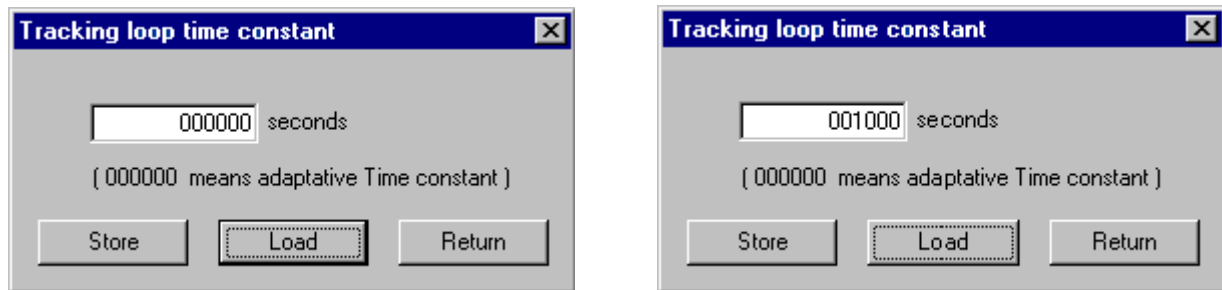 Tracking loop time constant
000000 seconds
( 000000 means adaptative Time constant )
Store Load Return
Tracking loop time constant
001000 seconds
( 000000 means adaptative Time constant )
Store Load Return